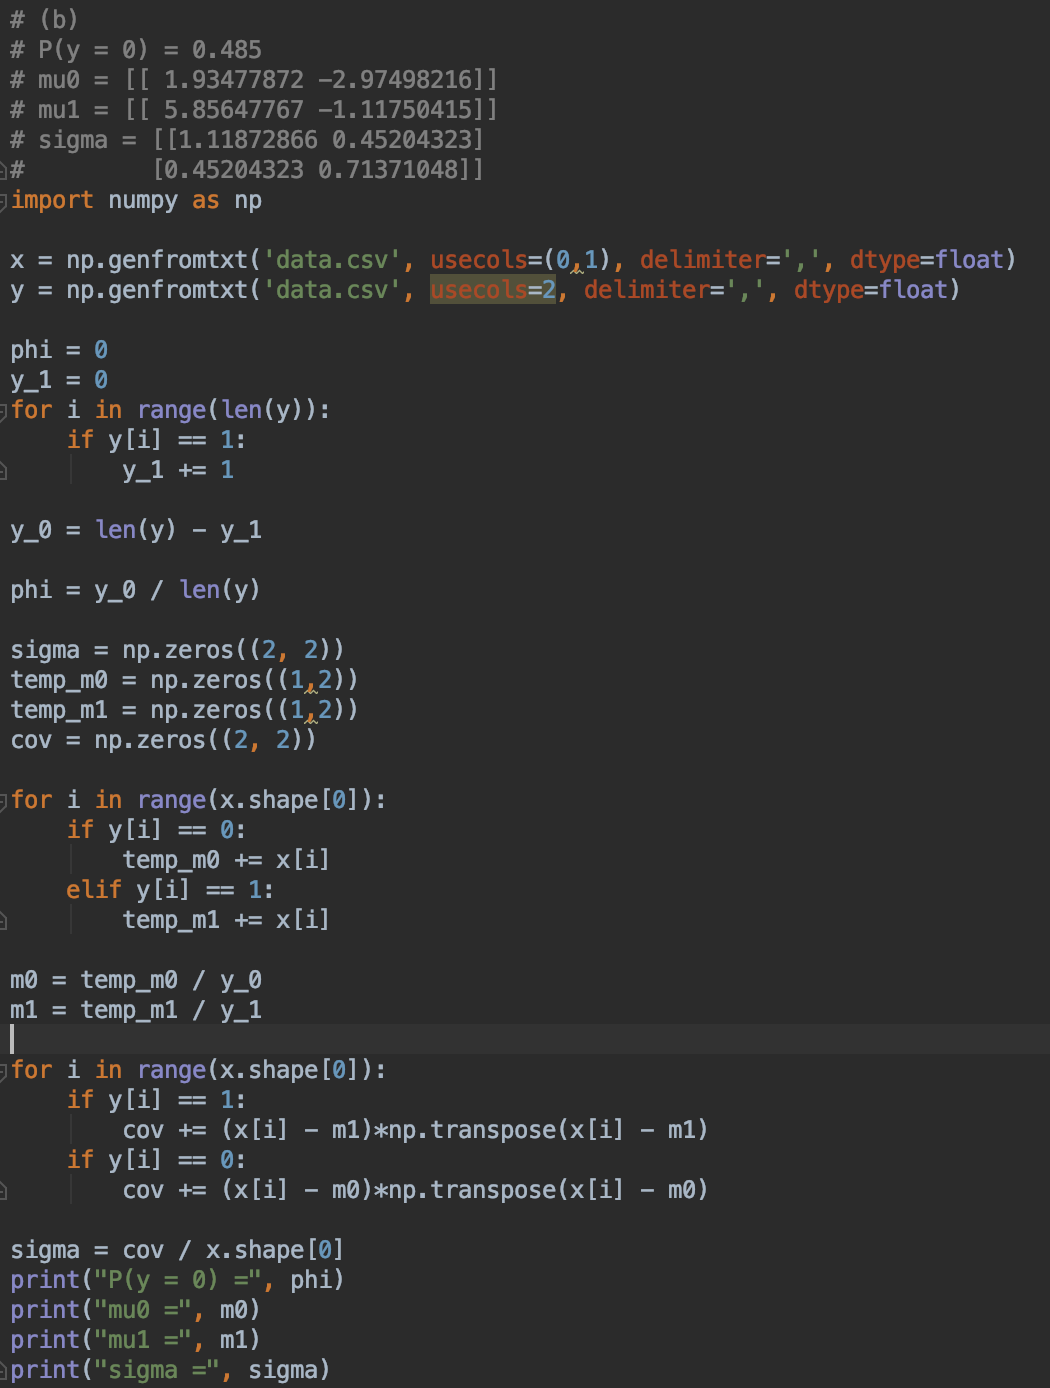 # (b)
# P(y = 0) = 0.485
# mu0 = [[ 1.93477872 -2.97498216]]
# mu1 = [[ 5.85647767 -1.11750415]]
# sigma = [[1.11872866 0.45204323]
#          [0.45204323 0.71371048]]
import numpy as np

x = np.genfromtxt('data.csv', usecols=(0,1), delimiter=',', dtype=float)
y = np.genfromtxt('data.csv', usecols=2, delimiter=',', dtype=float)

phi = 0
y_1 = 0
for i in range(len(y)):
    if y[i] == 1:
        y_1 += 1

y_0 = len(y) - y_1

phi = y_0 / len(y)

sigma = np.zeros((2, 2))
temp_m0 = np.zeros((1,2))
temp_m1 = np.zeros((1,2))
cov = np.zeros((2, 2))

for i in range(x.shape[0]):
    if y[i] == 0:
        temp_m0 += x[i]
    elif y[i] == 1:
        temp_m1 += x[i]

m0 = temp_m0 / y_0
m1 = temp_m1 / y_1

for i in range(x.shape[0]):
    if y[i] == 1:
        cov += (x[i] - m1)*np.transpose(x[i] - m1)
    if y[i] == 0:
        cov += (x[i] - m0)*np.transpose(x[i] - m0)

sigma = cov / x.shape[0]
print("P(y = 0) =", phi)
print("mu0 =", m0)
print("mu1 =", m1)
print("sigma =", sigma)